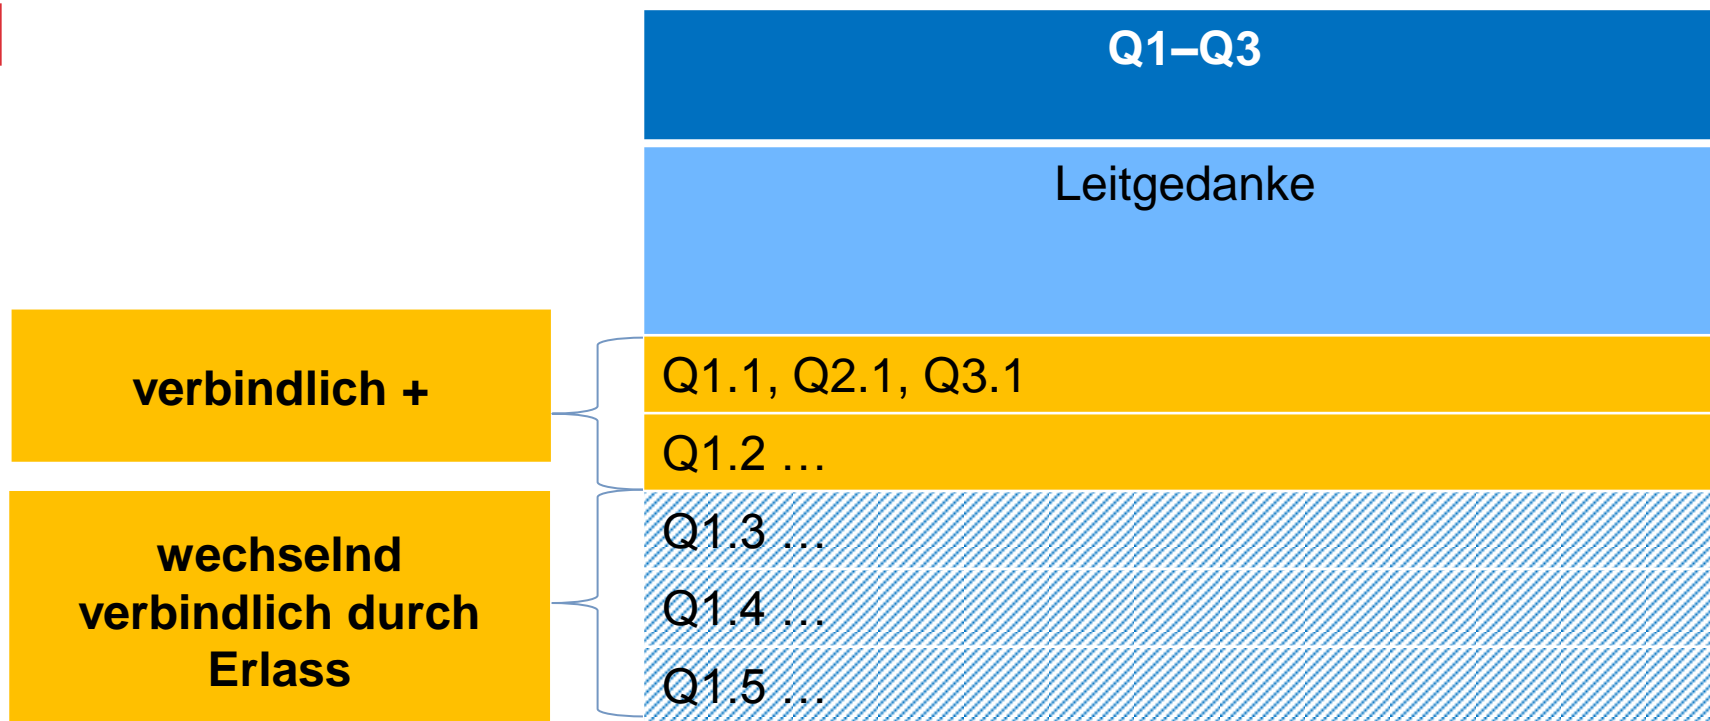 Q1–Q3
Leitgedanke
verbindlich +
Q1.1, Q2.1, Q3.1
Q1.2 …
wechselnd
verbindlich durch
Erlass
Q1.3 …
Q1.4 …
Q1.5 …